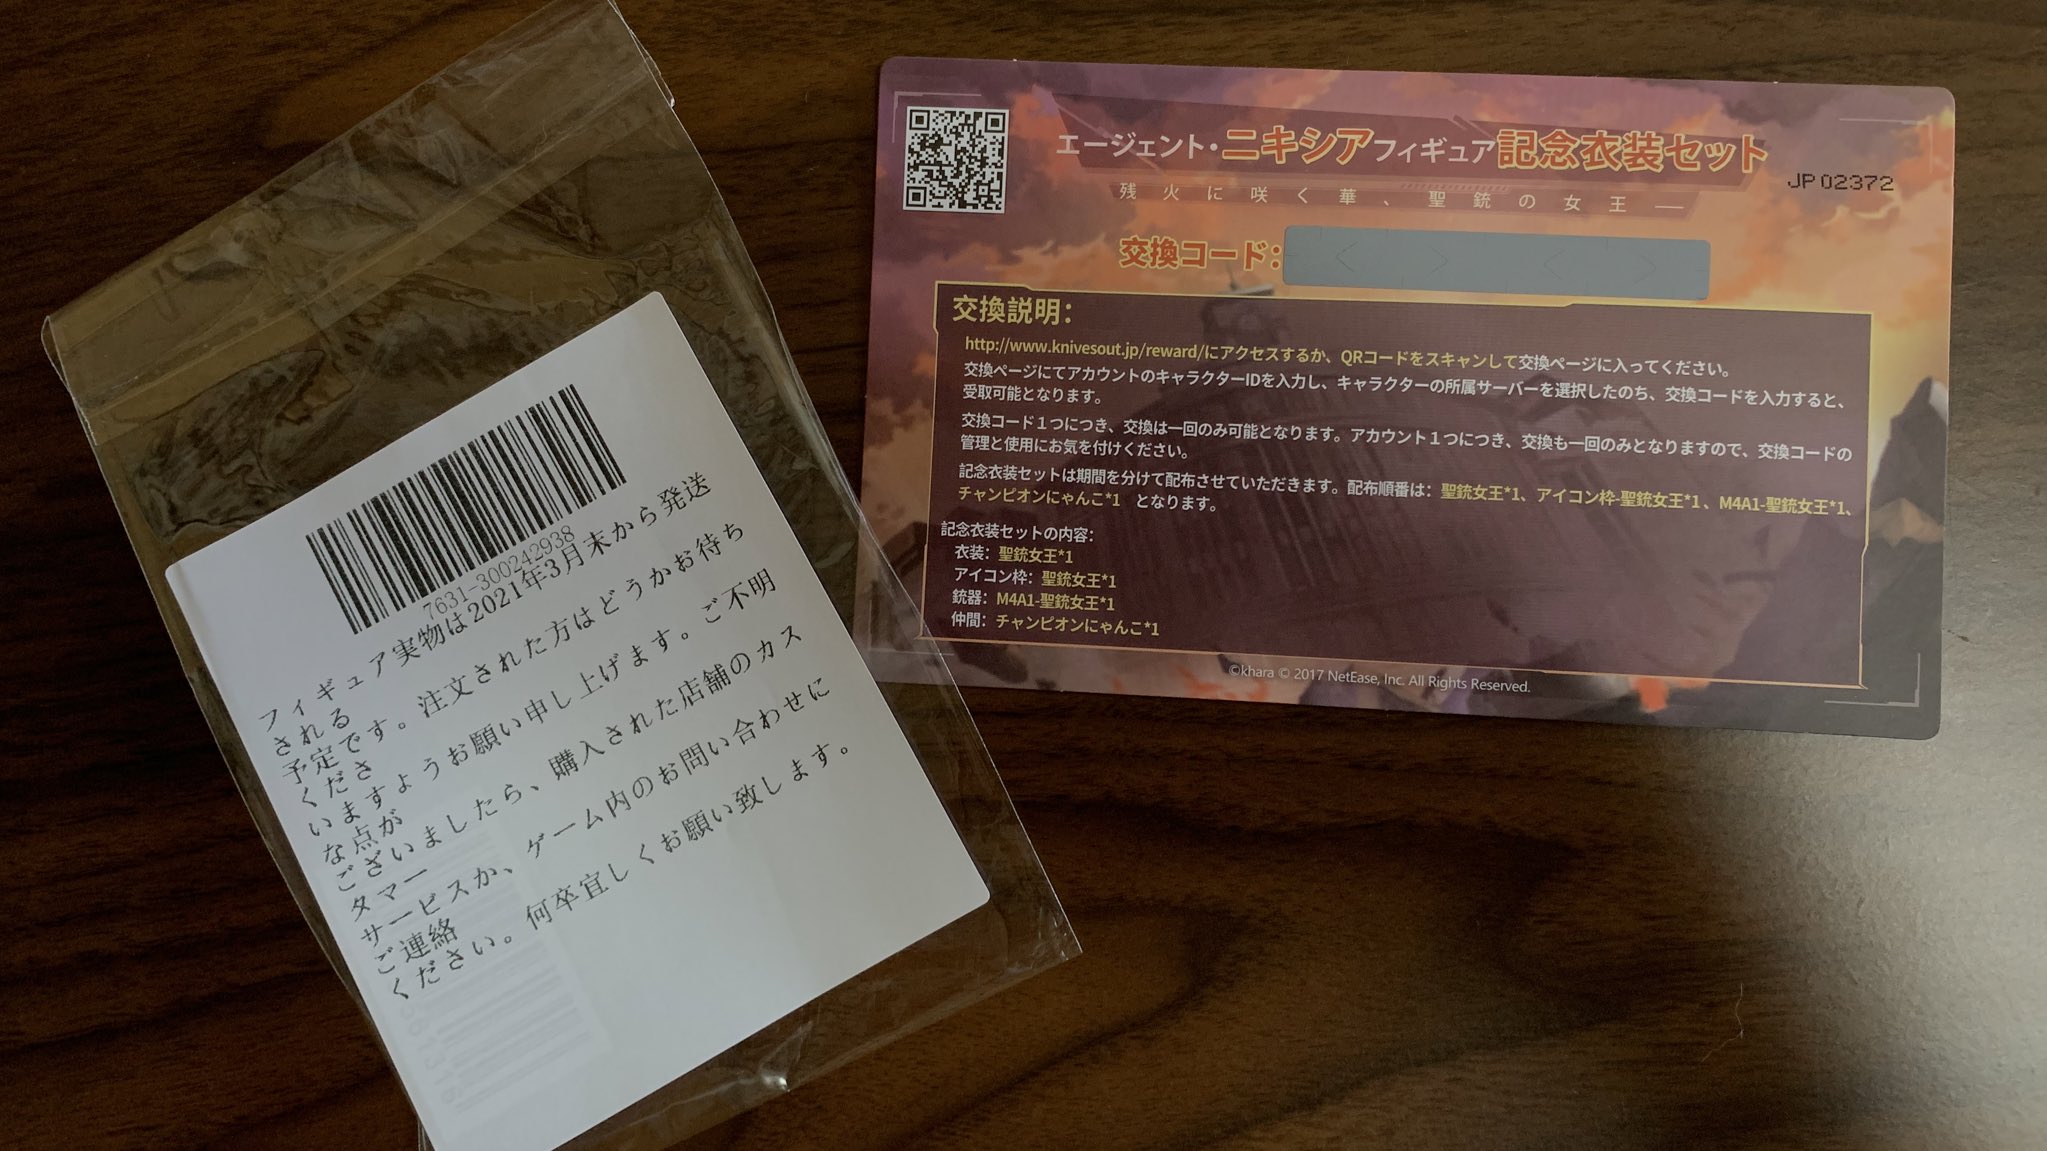 7631-300242938
フィギュア実物は2021年3月末から発送
される
予定です。注文された方はどうかお待ち
くださ
いますようお願い申し上げます。ご不明
な点が
ございましたら、購入された店舗のカス
タマー
サービスか、ゲーム内のお問い合わせに
ご連絡
ください。何卒宜しくお願い致します。
エージェント・ニキシアフィギュア記念衣装セット
JP 02372
残火に咲く華、聖銃の女王―
交換コード:
交換説明:
http://www.knivesout.jp/reward/にアクセスするか、QRコードをスキャンして交換ページに入ってください。
交換ページにてアカウントのキャラクターIDを入力し、キャラクターの所属サーバーを選択したのち、交換コードを入力すると、
受取可能となります。
交換コード1つにつき、交換は一回のみ可能となります。アカウント1つにつき、交換も一回のみとなりますので、交換コードの
管理と使用にお気を付けください。
記念衣装セットは期間を分けて配布させていただきます。配布順番は：聖銃女王*1、アイコン枠-聖銃女王*1、M4A1-聖銃女王*1、
チャンピオンにゃんこ*1 となります。
記念衣装セットの内容：
衣装：聖銃女王*1
アイコン枠：聖銃女王*1
銃器：M4A1-聖銃女王*1
仲間：チャンピオンにゃんこ*1
©khara © 2017 NetEase, Inc. All Rights Reserved.